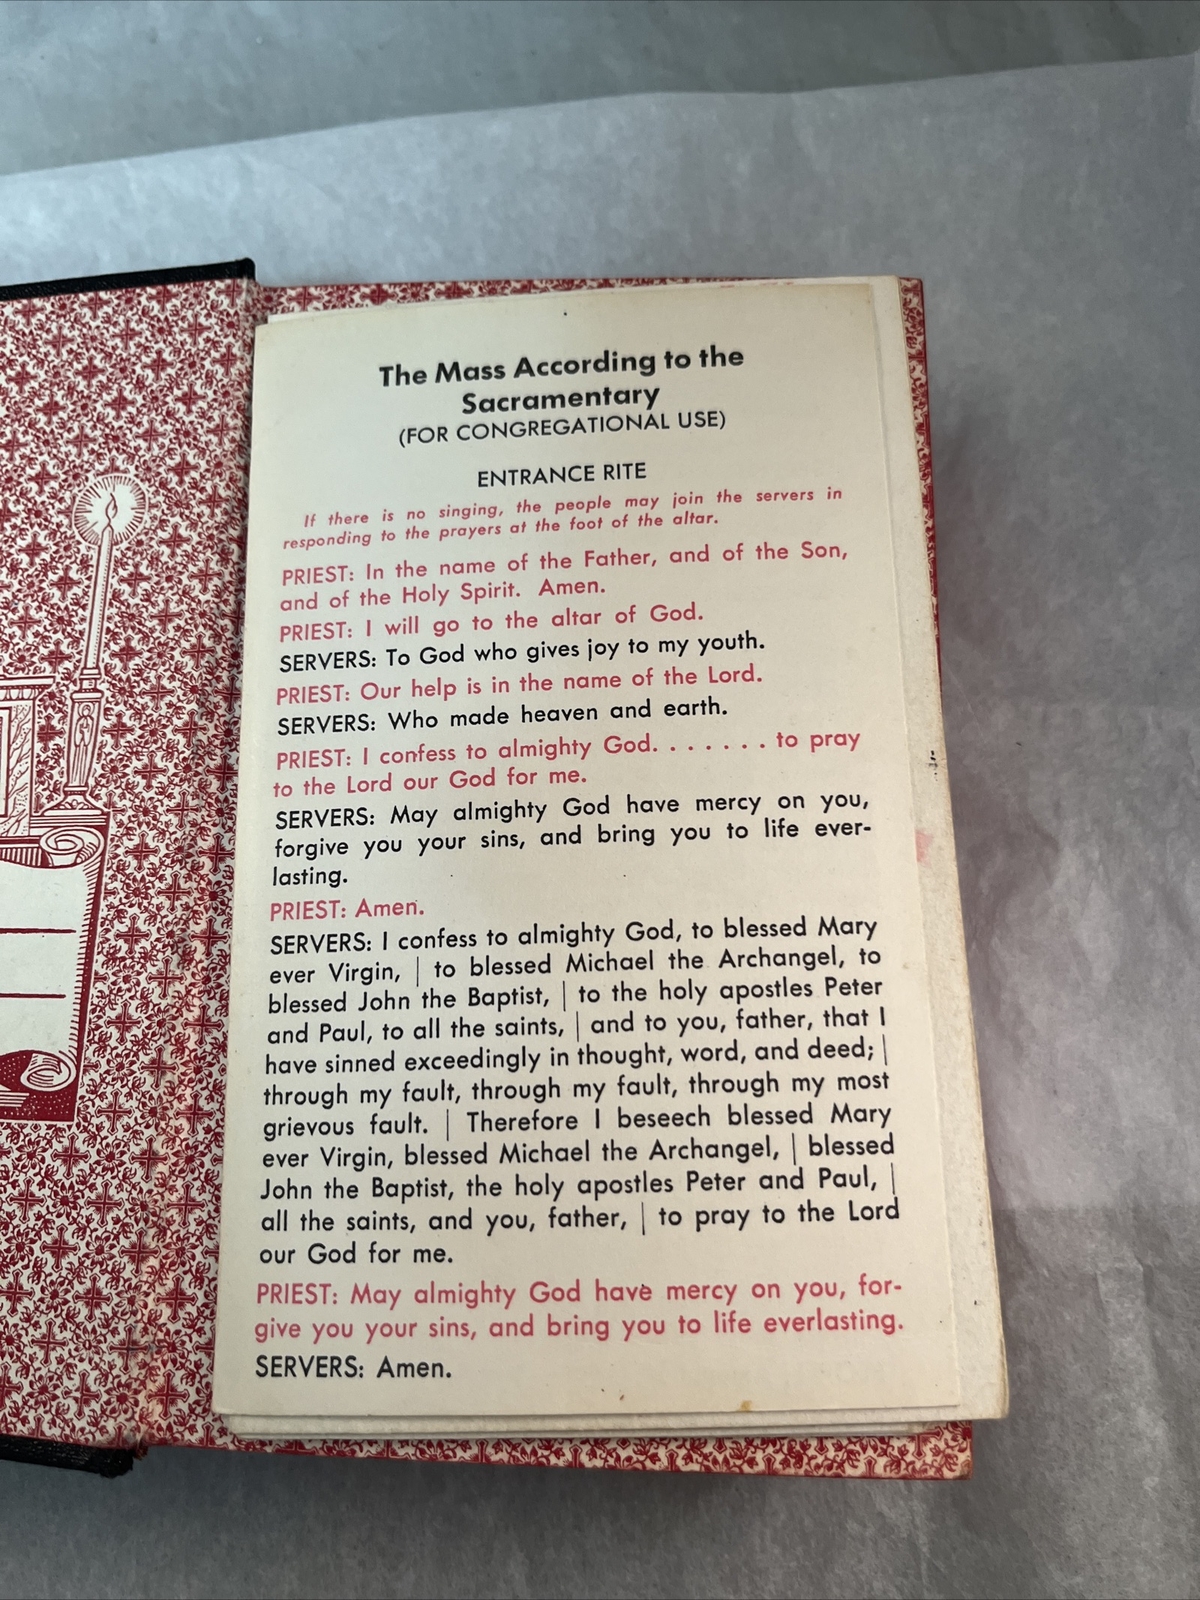 The Mass According to the
Sacramentary
(FOR CONGREGATIONAL USE)
ENTRANCE RITE
If there is no singing, the people may join the servers in
responding to the prayers at the foot of the altar.
PRIEST: In the name of the Father, and of the Son,
and of the Holy Spirit. Amen.
PRIEST: I will go to the altar of God.
SERVERS: To God who gives joy to my youth.
PRIEST: Our help is in the name of the Lord.
SERVERS: Who made heaven and earth.
PRIEST: I confess to almighty God. . . . . . . to pray
to the Lord our God for me.
SERVERS: May almighty God have mercy on you,
forgive you your sins, and bring you to life ever-
lasting.
PRIEST: Amen.
SERVERS: I confess to almighty God, to blessed Mary
ever Virgin, | to blessed Michael the Archangel, to
blessed John the Baptist, | to the holy apostles Peter
and Paul, to all the saints, | and to you, father, that I
have sinned exceedingly in thought, word, and deed; |
through my fault, through my fault, through my most
grievous fault. | Therefore I beseech blessed Mary
ever Virgin, blessed Michael the Archangel, | blessed
John the Baptist, the holy apostles Peter and Paul, |
all the saints, and you, father, | to pray to the Lord
our God for me.
PRIEST: May almighty God have mercy on you, for-
give you your sins, and bring you to life everlasting.
SERVERS: Amen.